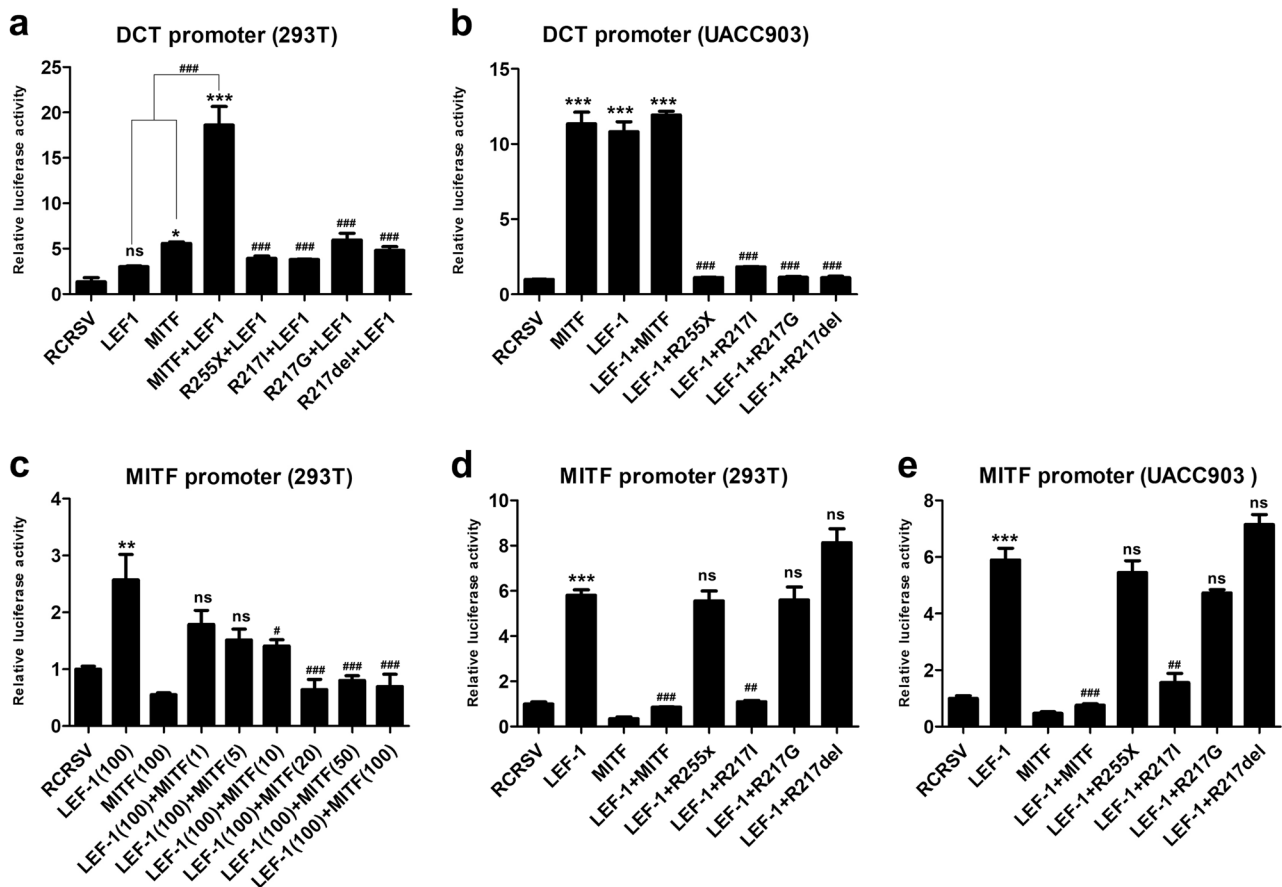 a
DCT promoter (293T)
Relative luciferase activity
25
20
15
10
5
0
###
ns
*
***
###
###
###
###
RCRSV
LEF1
MITF
MITF+LEF1
R255X+LEF1
R217I+LEF1
R217G+LEF1
R217del+LEF1
b
DCT promoter (UACC903)
Relative luciferase activity
15
10
5
0
***
***
***
###
###
###
###
RCRSV
MITF
LEF-1
LEF-1+MITF
LEF-1+R255X
LEF-1+R217I
LEF-1+R217G
LEF-1+R217del
c
MITF promoter (293T)
Relative luciferase activity
4
3
2
1
0
**
ns
ns
#
###
###
###
RCRSV
LEF-1(100)
MITF(100)
LEF-1(100)+MITF(1)
LEF-1(100)+MITF(5)
LEF-1(100)+MITF(10)
LEF-1(100)+MITF(20)
LEF-1(100)+MITF(50)
LEF-1(100)+MITF(100)
d
MITF promoter (293T)
Relative luciferase activity
10
8
6
4
2
0
***
###
ns
##
ns
ns
RCRSV
LEF-1
MITF
LEF-1+MITF
LEF-1+R255x
LEF-1+R217I
LEF-1+R217G
LEF-1+R217del
e
MITF promoter (UACC903 )
Relative luciferase activity
8
6
4
2
0
***
###
ns
##
ns
ns
RCRSV
LEF-1
MITF
LEF-1+MITF
LEF-1+R255X
LEF-1+R217I
LEF-1+R217G
LEF-1+R217del